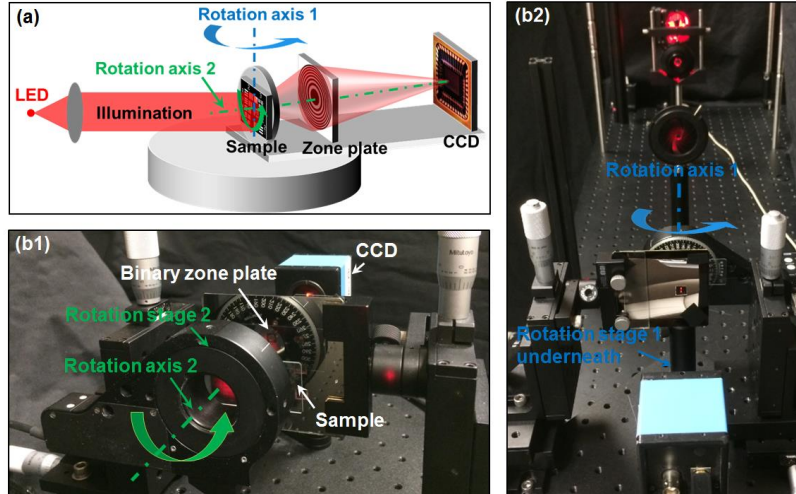 (a)
Rotation axis 1
Rotation axis 2
LED
Illumination
Sample
Zone plate
CCD
(b1)
CCD
Binary zone plate
Rotation stage 2
Rotation axis 2
Sample
(b2)
Rotation axis 1
Rotation stage 1
underneath